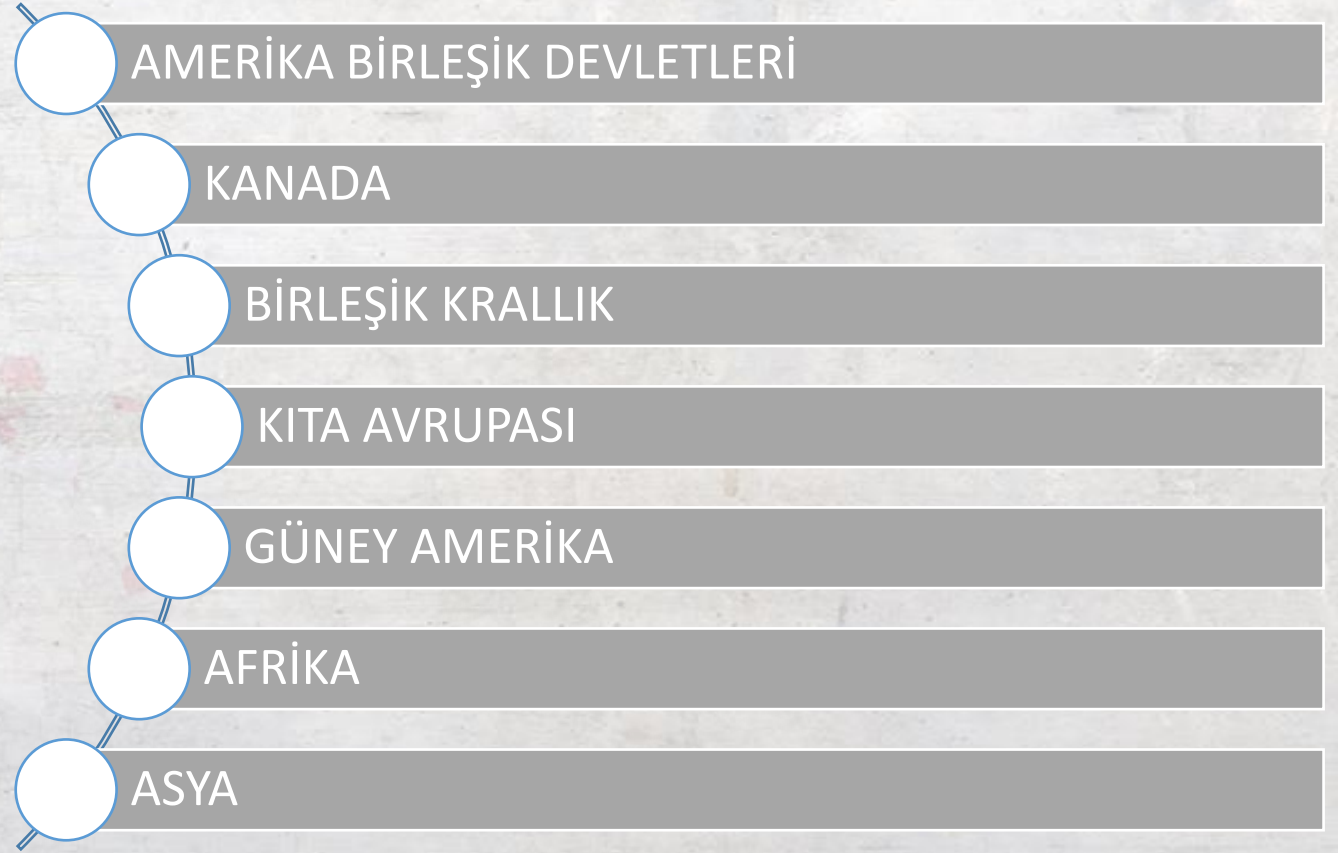 AMERİKA BİRLEŞİK DEVLETLERİ
KANADA
BİRLEŞİK KRALLIK
KITA AVRUPASI
GÜNEY AMERİKA
AFRİKA
ASYA